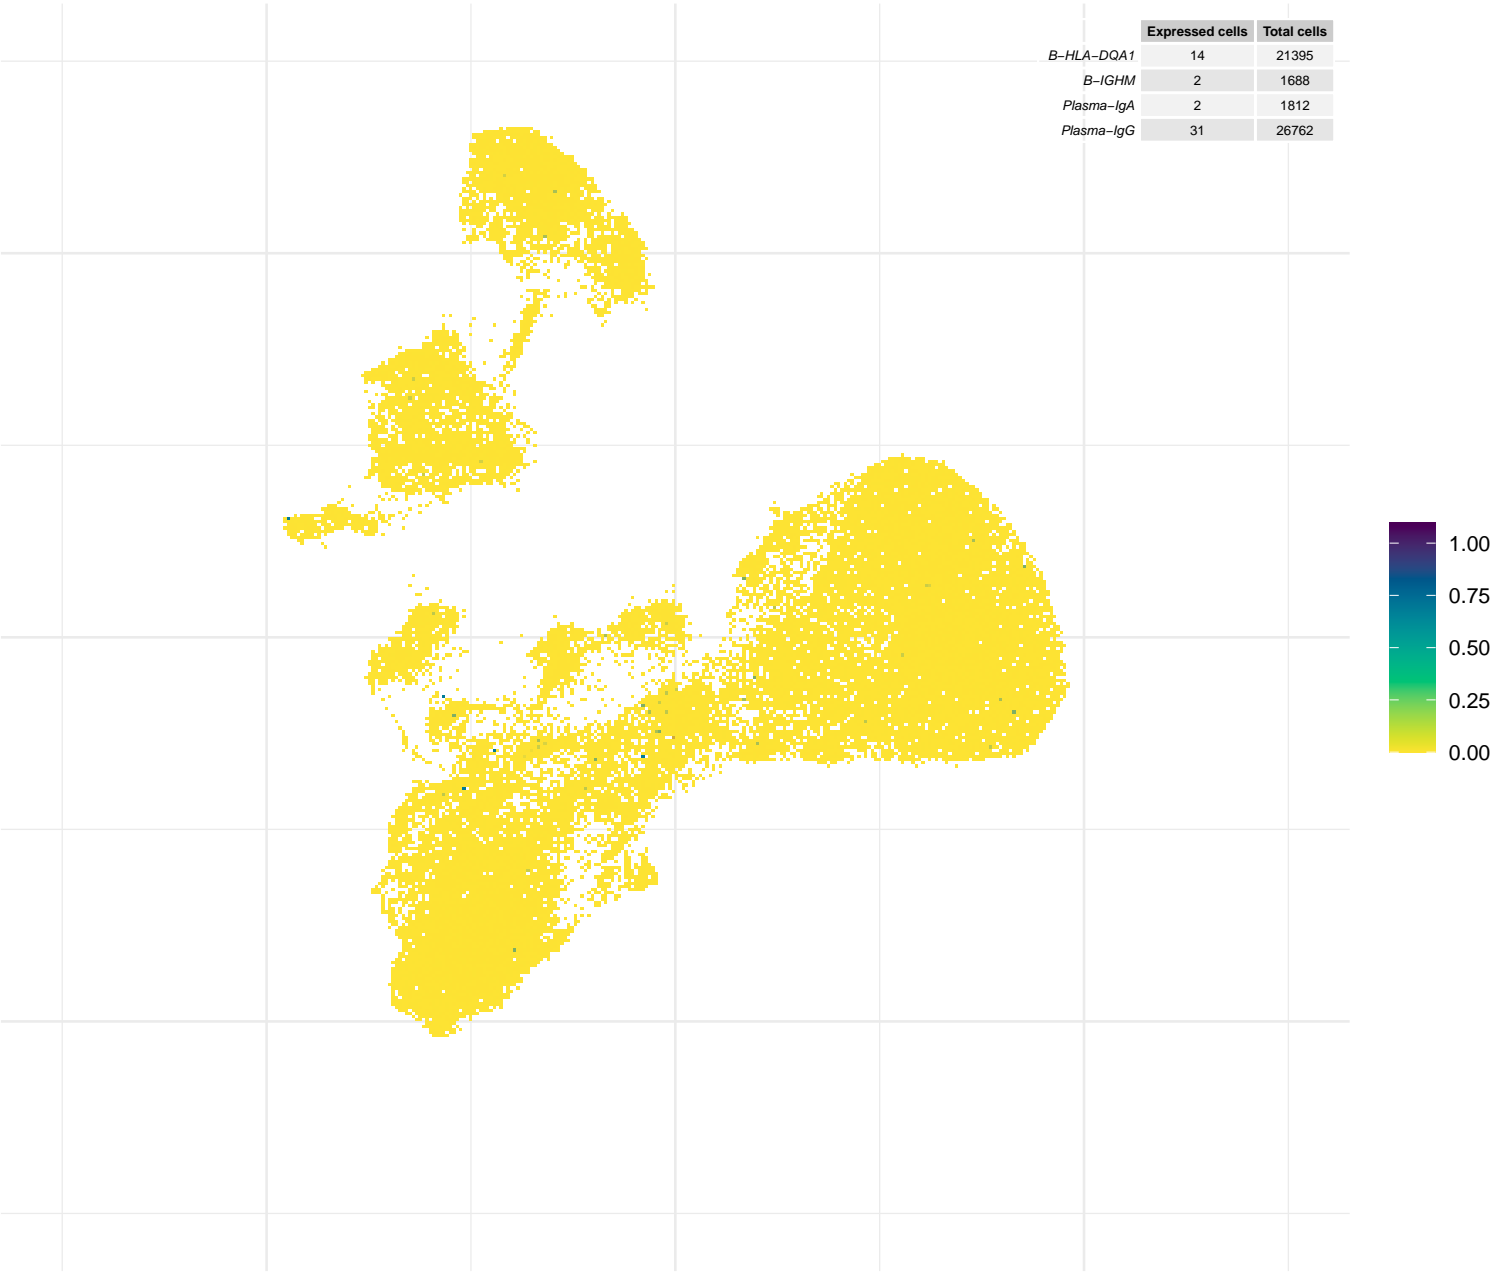 Expressed cells Total cells
B−HLA−DQA1 14 21395
B−IGHM 2 1688
Plasma−IgA 2 1812
Plasma−IgG 31 26762
1.00
0.75
0.50
0.25
0.00